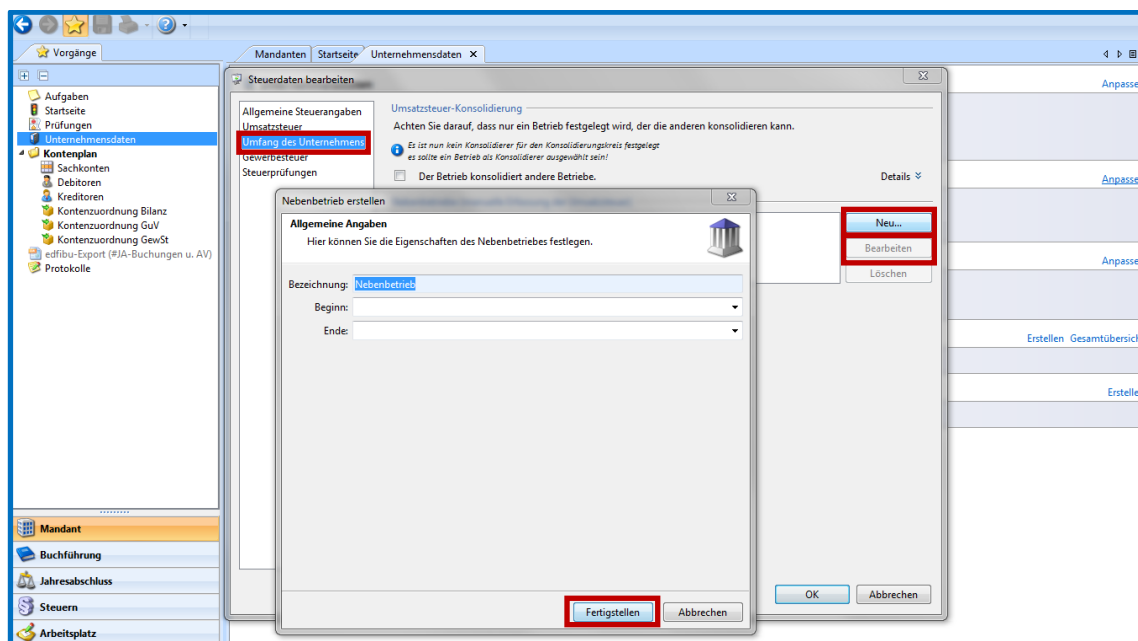 Vorgänge
Mandanten Startseite Unternehmensdaten
Aufgaben
Startseite
Prüfungen
Unternehmensdaten
Kontenplan
Sachkonten
Debitoren
Kreditoren
Kontenzuordnung Bilanz
Kontenzuordnung GuV
Kontenzuordnung GewSt
edfibu-Export (#JA-Buchungen u. AV)
Protokolle
Mandant
Buchführung
Jahresabschluss
Steuern
Arbeitsplatz
Steuerdaten bearbeiten
Allgemeine Steuerangaben
Umsatzsteuer
Umfang des Unternehmens
Gewerbesteuer
Steuerprüfungen
Umsatzsteuer-Konsolidierung
Achten Sie darauf, dass nur ein Betrieb festgelegt wird, der die anderen konsolidieren kann.
Es ist nun kein Konsolidierer für den Konsolidierungskreis festgelegt
es sollte ein Betrieb als Konsolidierer ausgewählt sein!
Der Betrieb konsolidiert andere Betriebe.
Details
Neu...
Bearbeiten
Löschen
Nebenbetrieb erstellen
Allgemeine Angaben
Hier können Sie die Eigenschaften des Nebenbetriebes festlegen.
Bezeichnung: Nebenbetrieb
Beginn:
Ende:
Fertigstellen Abbrechen
OK Abbrechen
Anpasse
Anpasse
Anpasse
Erstellen Gesamtübersich
Erstelle